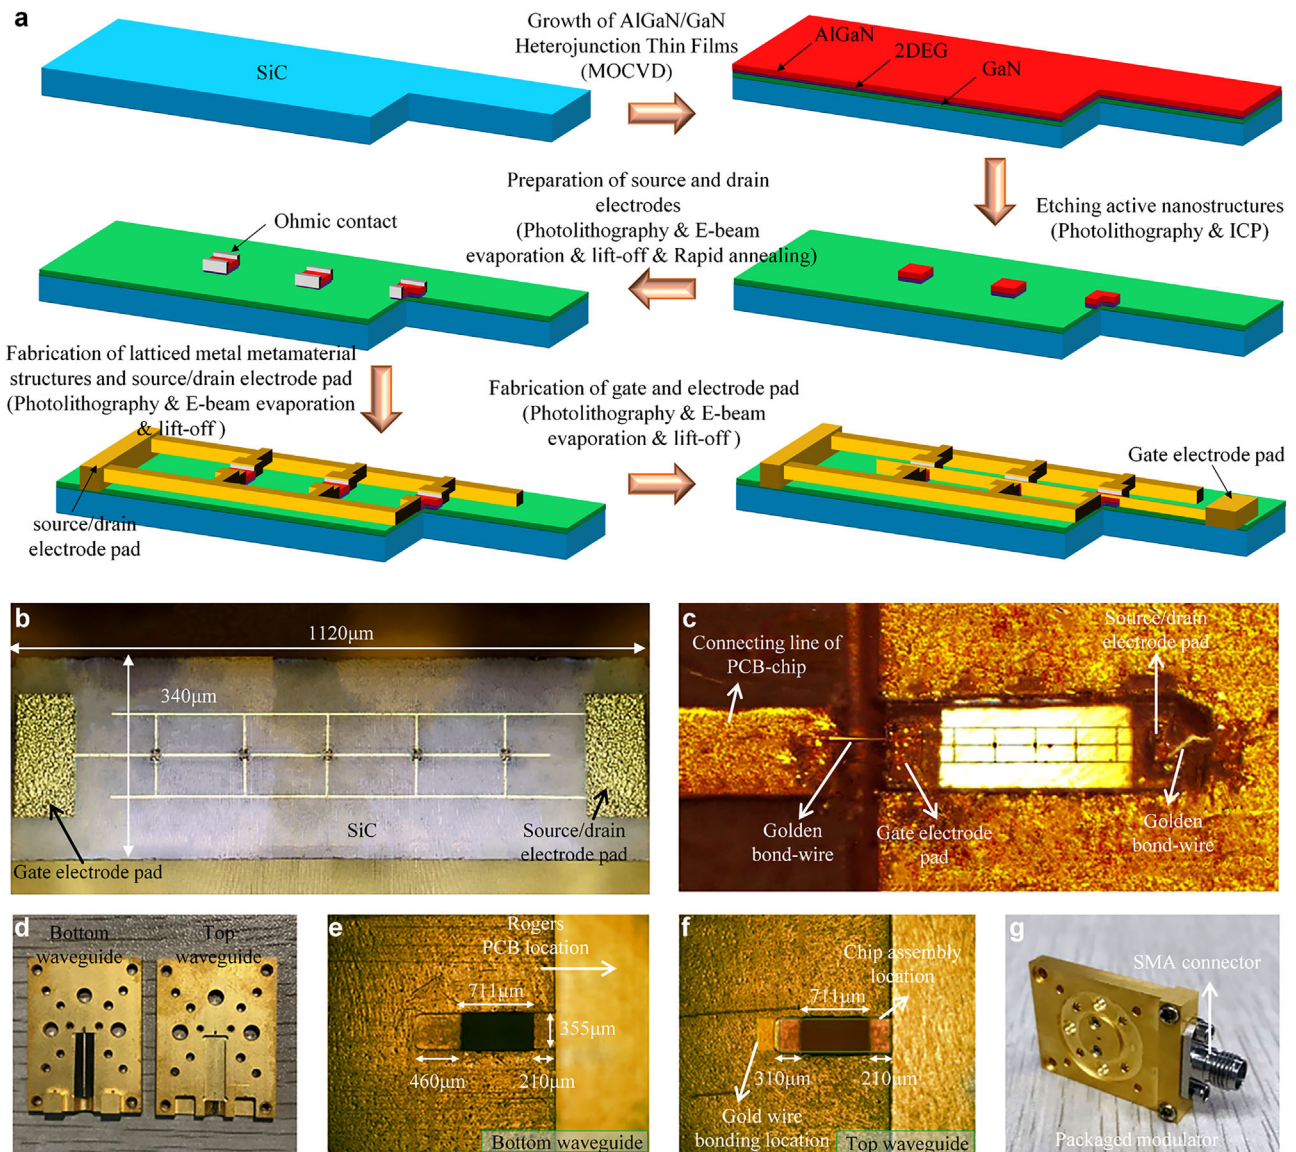 a
Growth of AlGaN/GaN
Heterojunction Thin Films
(MOCVD)
SiC
AlGaN
2DEG
GaN
Preparation of source and drain
electrodes
(Photolithography & E-beam
evaporation & lift-off & Rapid annealing)
Etching active nanostructures
(Photolithography & ICP)
Ohmic contact
Fabrication of latticed metal metamaterial
structures and source/drain electrode pad
(Photolithography & E-beam evaporation
& lift-off )
Fabrication of gate and electrode pad
(Photolithography & E-beam
evaporation & lift-off )
Gate electrode pad
source/drain
electrode pad
b
1120μm
340μm
SiC
Gate electrode pad
Source/drain
electrode pad
c
Connecting line of
PCB-chip
Source/drain
electrode pad
Golden
bond-wire
Gate electrode
pad
Golden
bond-wire
d
Bottom
waveguide
Top
waveguide
e
Rogers
PCB location
711μm
355μm
460μm
210μm
Bottom waveguide
f
Chip assembly
location
711μm
310μm
210μm
Gold wire
bonding location
Top waveguide
g
SMA connector
Packaged modulator